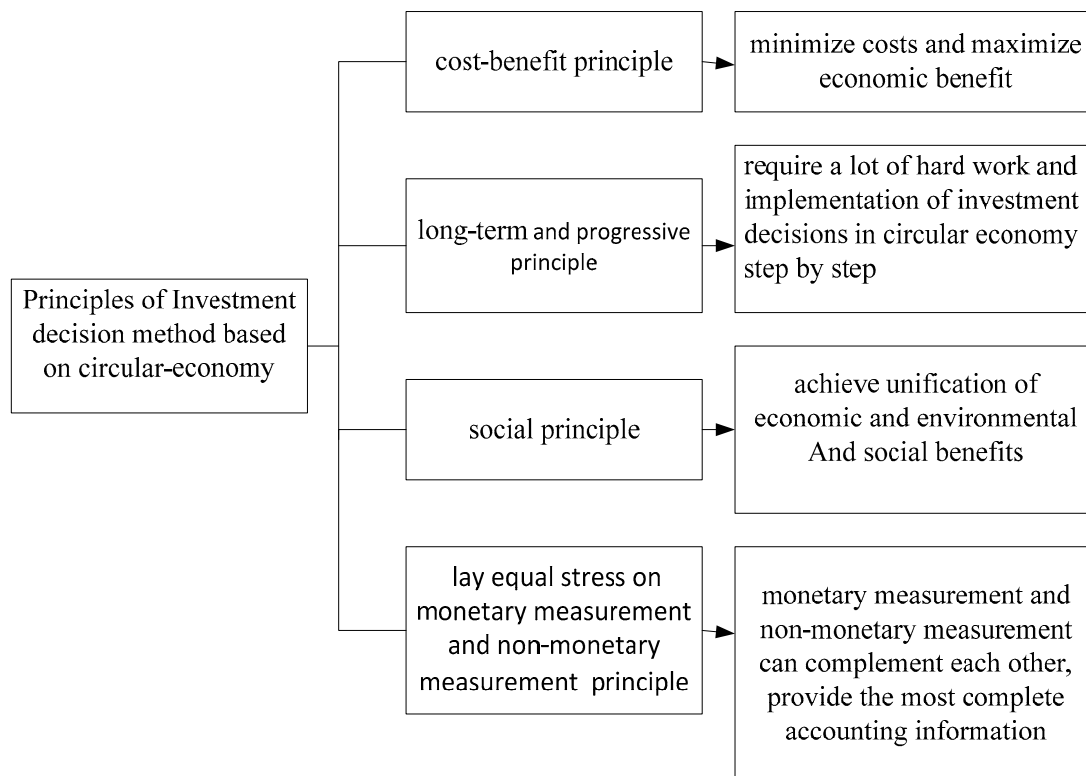 Principles of Investment
decision method based
on circular-economy
cost-benefit principle
minimize costs and maximize
economic benefit
long-term and progressive
principle
require a lot of hard work and
implementation of investment
decisions in circular economy
step by step
social principle
achieve unification of
economic and environmental
And social benefits
lay equal stress on
monetary measurement
and non-monetary
measurement principle
monetary measurement and
non-monetary measurement
can complement each other,
provide the most complete
accounting information